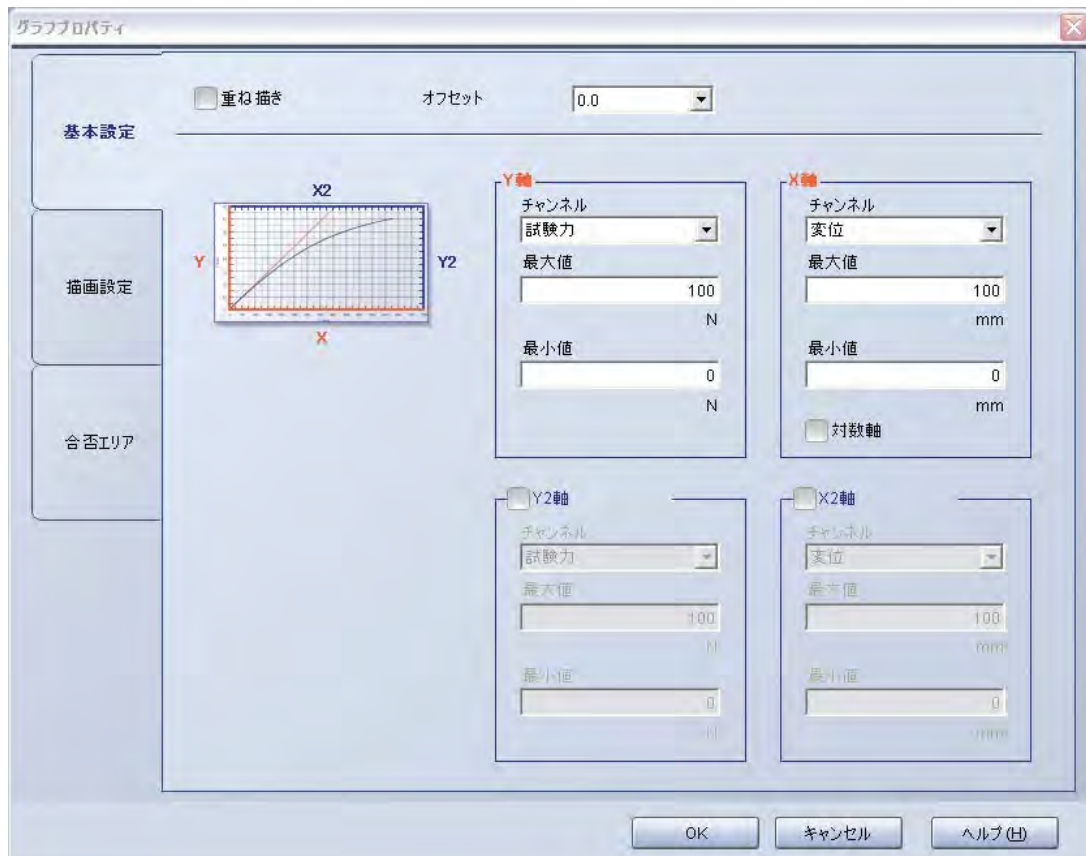 グラフプロパティ
基本設定
描画設定
合否エリア
重ね描き
オフセット
0.0
X2
Y
Y2
X
Y軸
チャンネル
試験力
最大値
100
N
最小値
0
N
X軸
チャンネル
変位
最大値
100
mm
最小値
0
mm
対数軸
Y2軸
チャンネル
試験力
最大値
100
N
最小値
0
N
X2軸
チャンネル
変位
最大値
100
mm
最小値
0
mm
OK
キャンセル
ヘルプ(H)